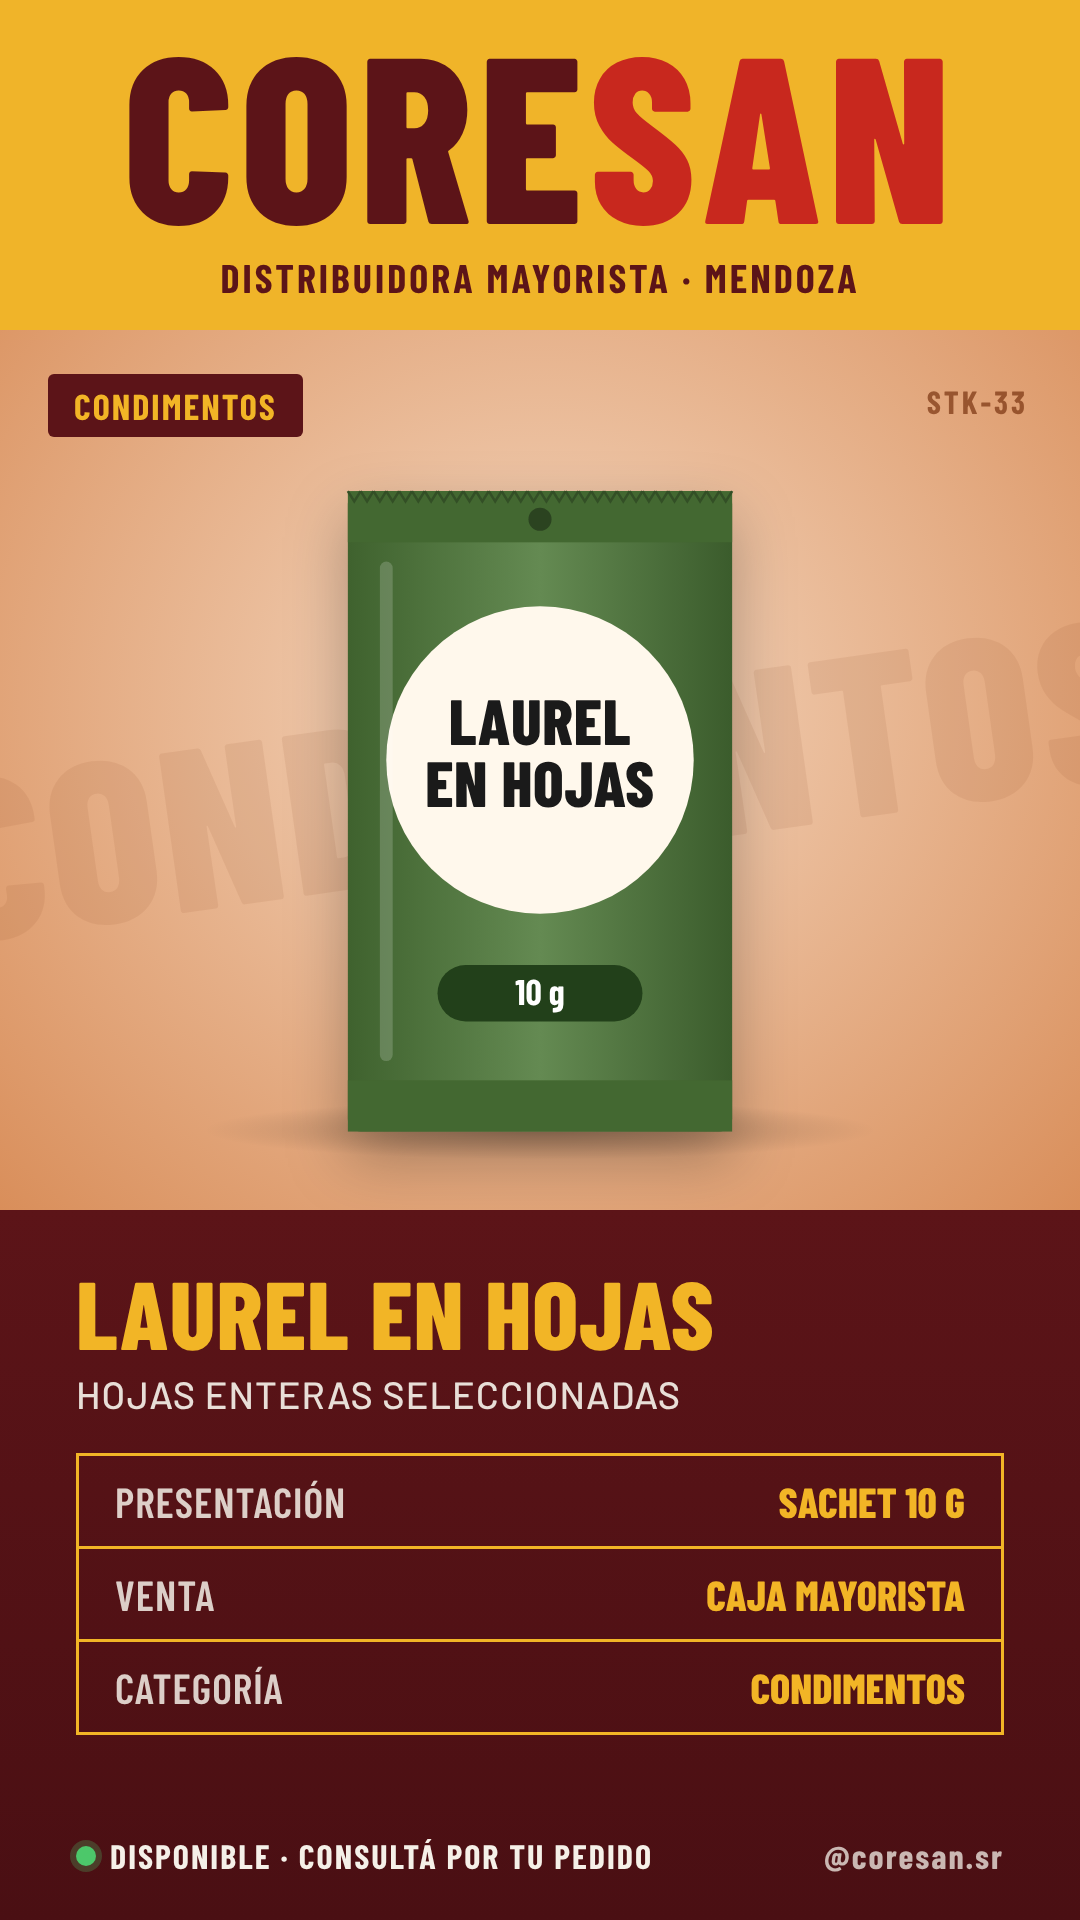 CORESAN
DISTRIBUIDORA MAYORISTA · MENDOZA
CONDIMENTOS
STK-33
CONDIMENTOS
LAUREL
EN HOJAS
10 g
LAUREL EN HOJAS
HOJAS ENTERAS SELECCIONADAS
PRESENTACIÓN SACHET 10 G
VENTA CAJA MAYORISTA
CATEGORÍA CONDIMENTOS
DISPONIBLE · CONSULTÁ POR TU PEDIDO
@coresan.sr